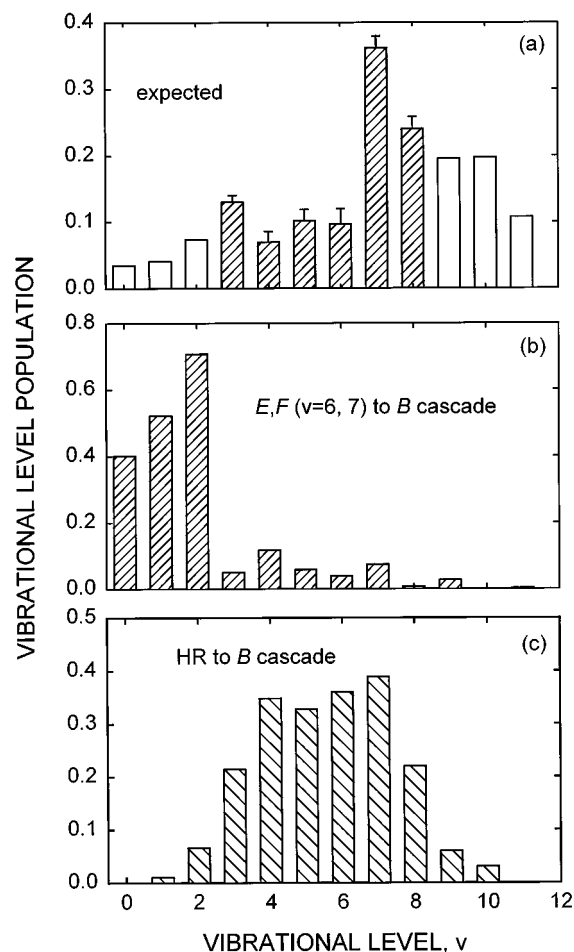 0.4
(a)
expected
0.3
0.2
0.1
0.0
0.8
(b)
0.6
E,F (v=6, 7) to B cascade
0.4
0.2
0.0
0.5
(c)
HR to B cascade
0.4
0.3
0.2
0.1
0.0
0 2 4 6 8 10 12
VIBRATIONAL LEVEL, v
VIBRATIONAL LEVEL POPULATION